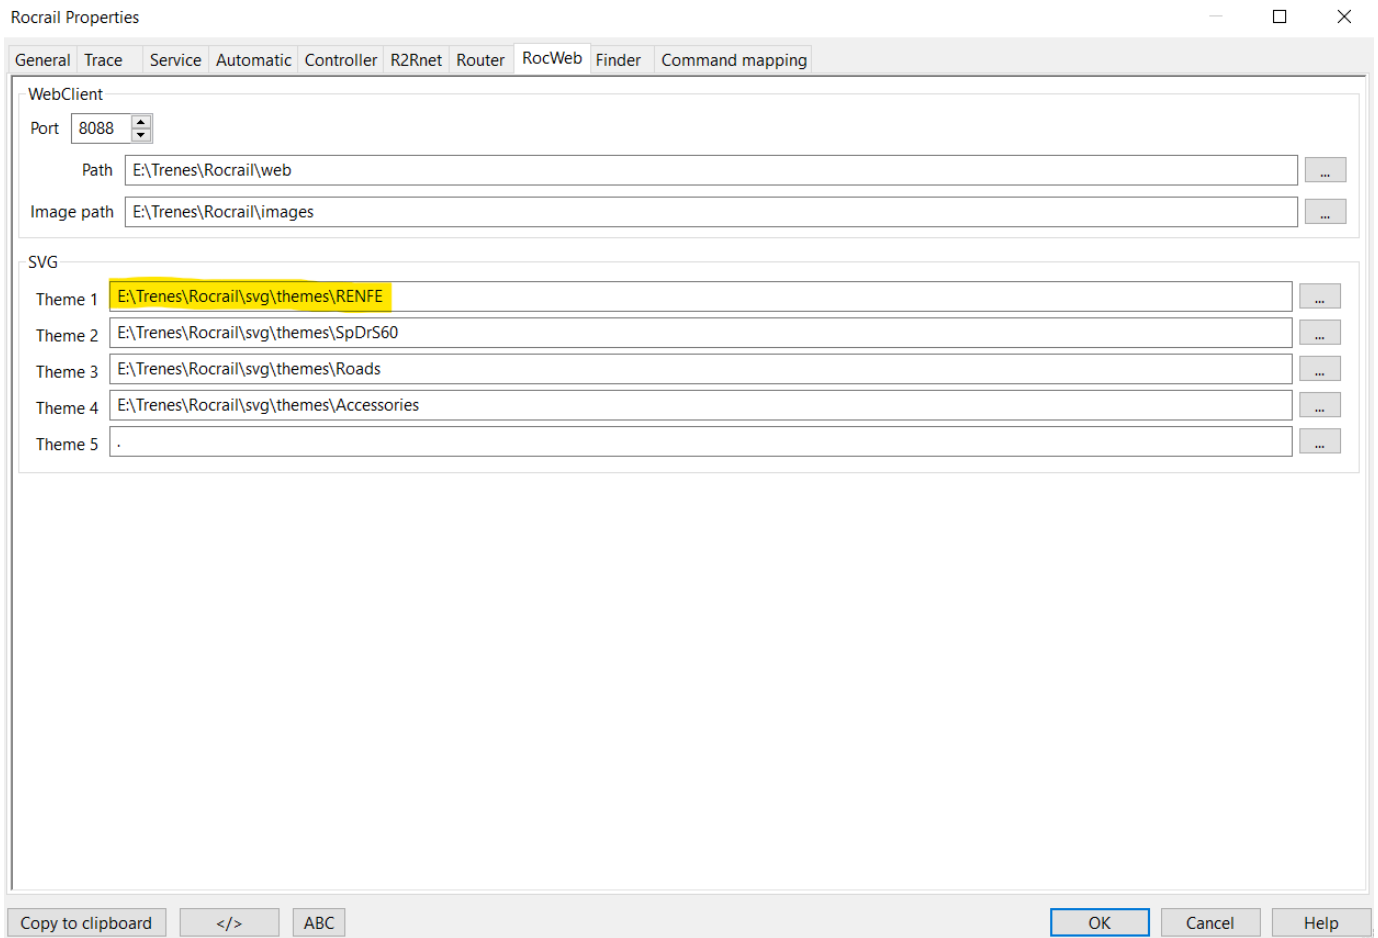 Rocrail Properties
General Trace Service Automatic Controller R2Rnet Router RocWeb Finder Command mapping
WebClient
Port 8088
Path E:\Trenes\Rocrail\web ...
Image path E:\Trenes\Rocrail\images ...
SVG
Theme 1 E:\Trenes\Rocrail\svg\themes\RENFE ...
Theme 2 E:\Trenes\Rocrail\svg\themes\SpDrS60 ...
Theme 3 E:\Trenes\Rocrail\svg\themes\Roads ...
Theme 4 E:\Trenes\Rocrail\svg\themes\Accessories ...
Theme 5 . ...
Copy to clipboard </> ABC OK Cancel Help